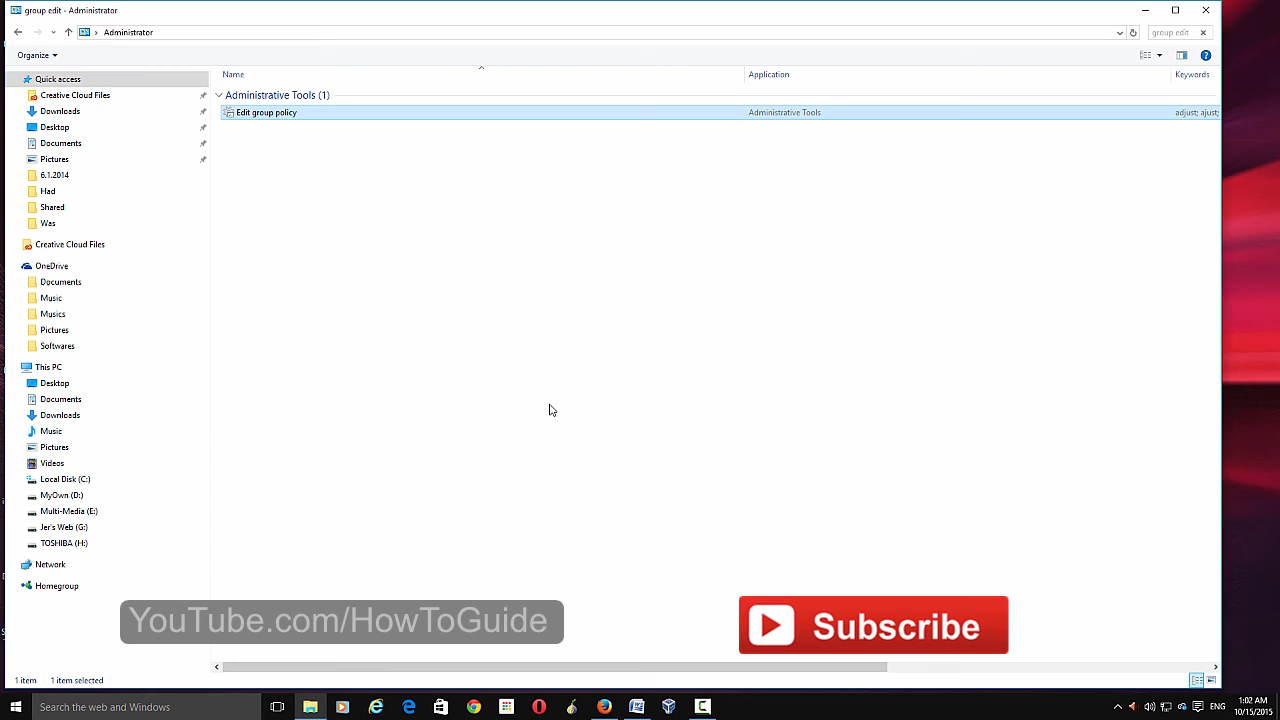 group edit - Administrator
Administrator
group edit
Organize
Name
Application
Keywords
Administrative Tools (1)
Edit group policy
Administrative Tools
adjust; ajust;
Quick access
Creative Cloud Files
Downloads
Desktop
Documents
Pictures
6.1.2014
Had
Shared
Was
Creative Cloud Files
OneDrive
Documents
Music
Musics
Pictures
Softwares
This PC
Desktop
Documents
Downloads
Music
Pictures
Videos
Local Disk (C:)
MyOwn (D:)
Multi-Media (E:)
Jer's Web (G:)
TOSHIBA (H:)
Network
Homegroup
YouTube.com/HowToGuide
Subscribe
1 item
1 item selected
Search the web and Windows
ENG
1:02 AM
10/15/2015